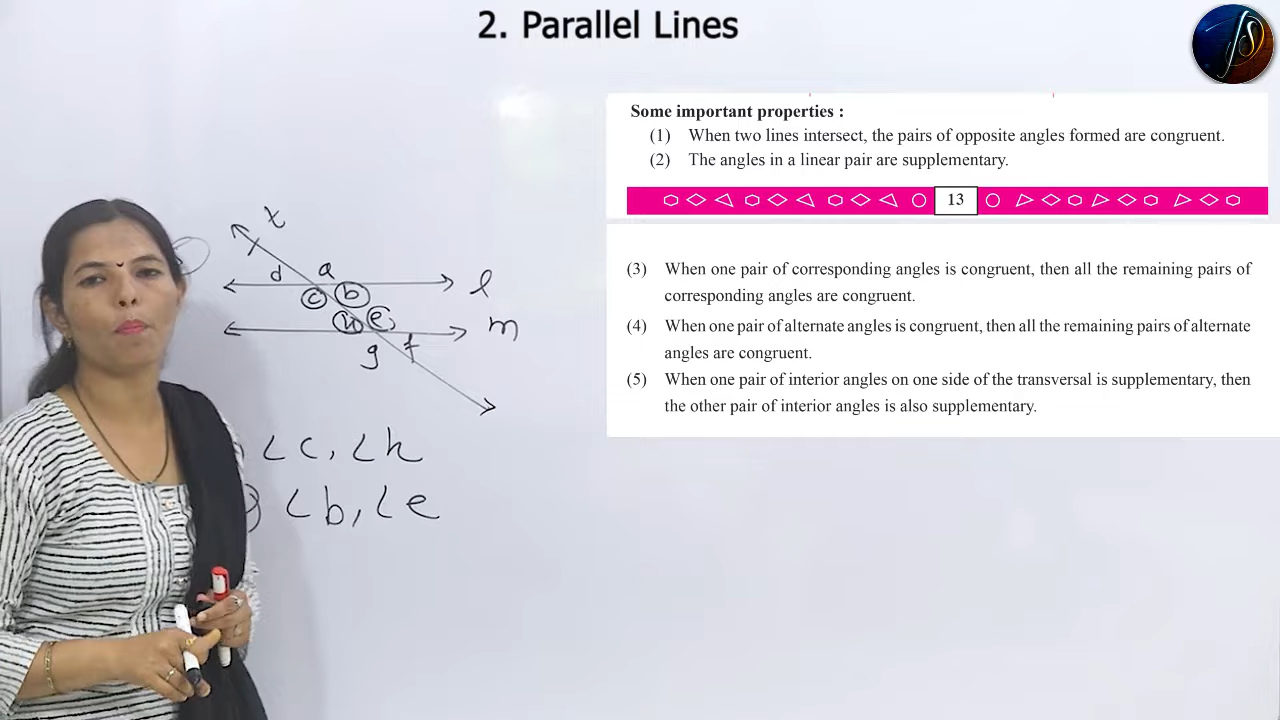 2. Parallel Lines
Some important properties :
(1) When two lines intersect, the pairs of opposite angles formed are congruent.
(2) The angles in a linear pair are supplementary.
13
(3) When one pair of corresponding angles is congruent, then all the remaining pairs of
corresponding angles are congruent.
(4) When one pair of alternate angles is congruent, then all the remaining pairs of alternate
angles are congruent.
(5) When one pair of interior angles on one side of the transversal is supplementary, then
the other pair of interior angles is also supplementary.
t
d a
c b l
h e m
g f
∠c, ∠h
∠b, ∠e